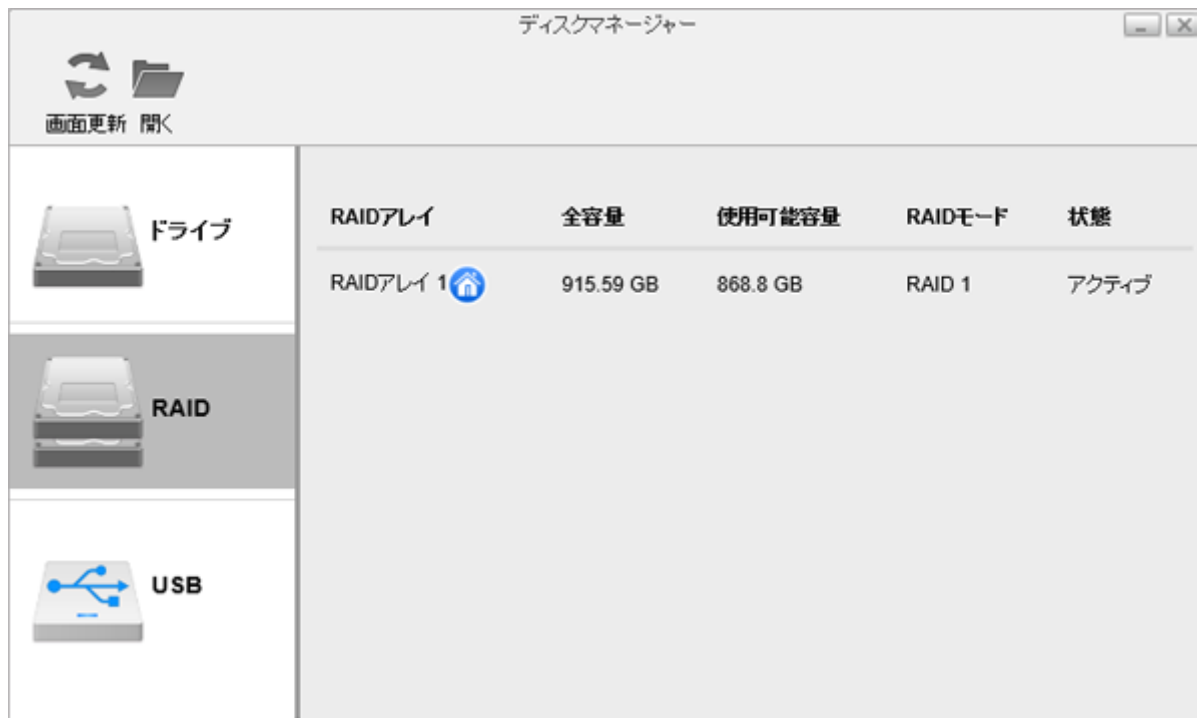 ディスクマネージャー
画面更新 開く
ドライブ
RAID
USB
RAIDアレイ 全容量 使用可能容量 RAIDモード 状態
RAIDアレイ 1 915.59 GB 868.8 GB RAID 1 アクティブ